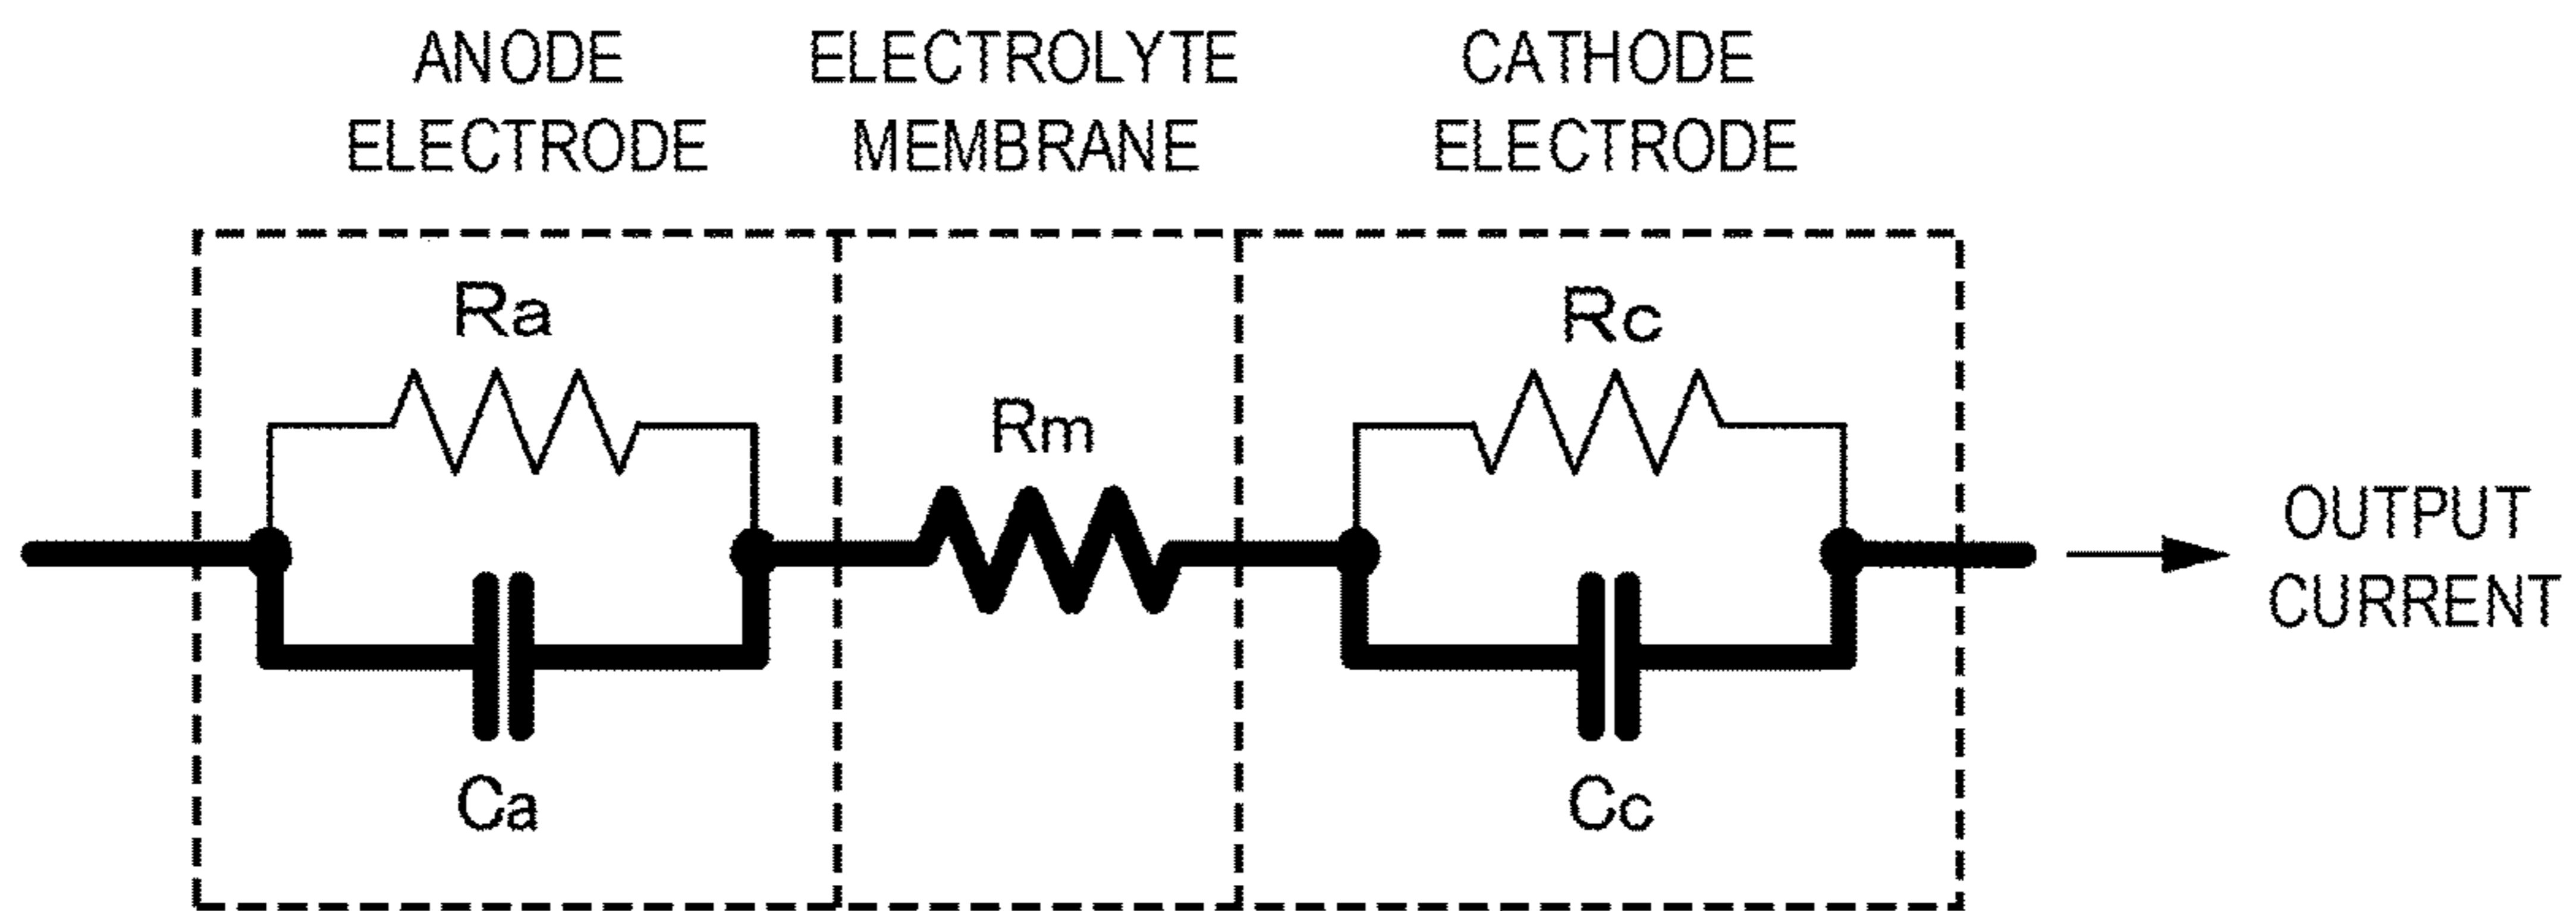 ANODE
ELECTRODE
ELECTROLYTE
MEMBRANE
CATHODE
ELECTRODE
Ra
Rm
Rc
Ca
Cc
OUTPUT
CURRENT